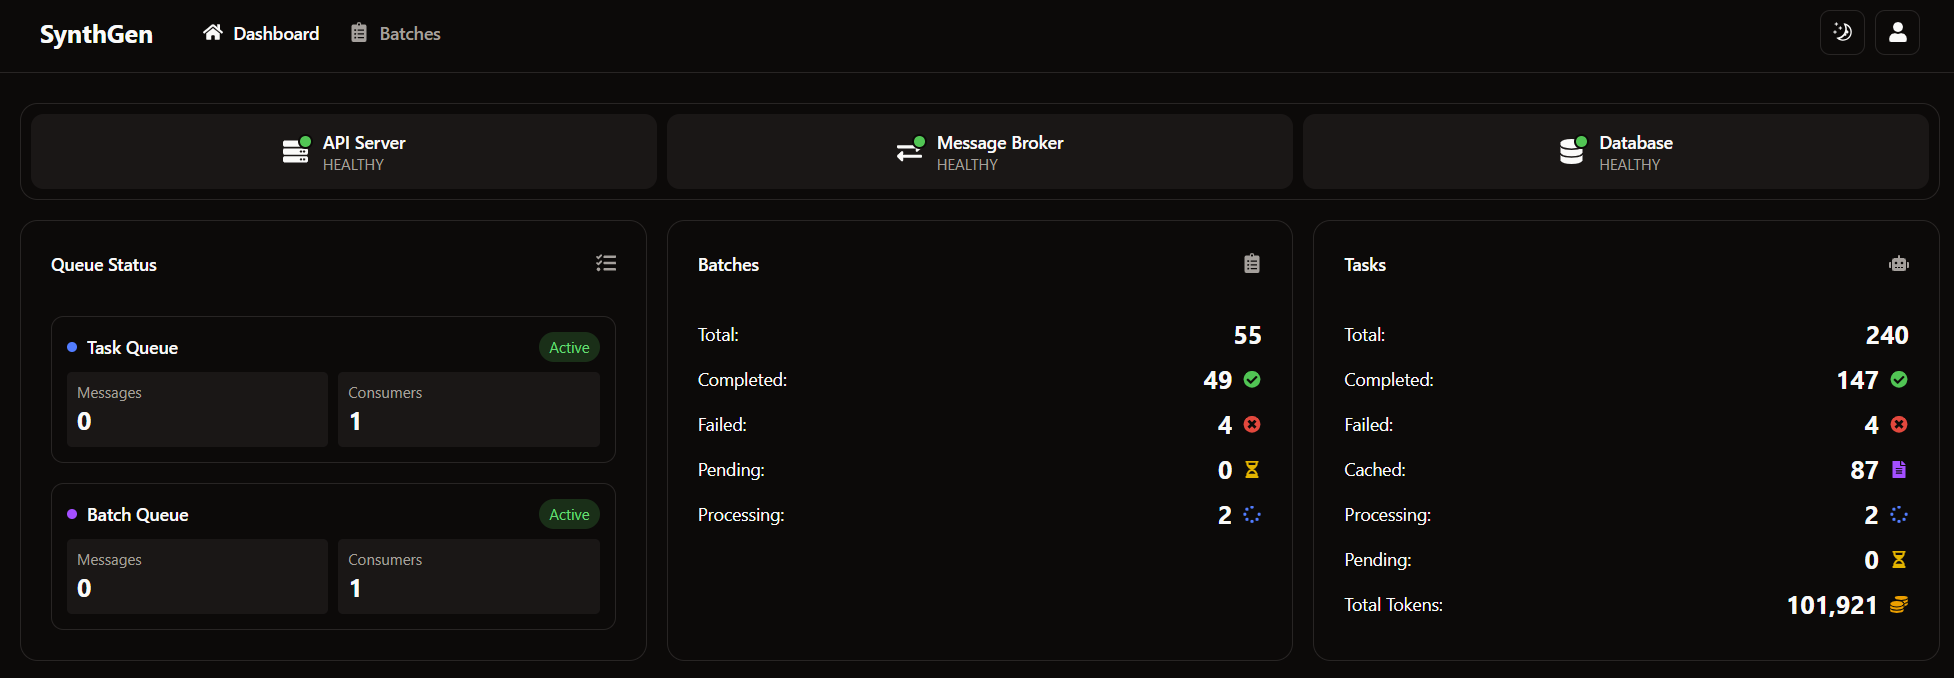 SynthGen
Dashboard
Batches
API Server
HEALTHY
Message Broker
HEALTHY
Database
HEALTHY
Queue Status
Task Queue
Active
Messages
0
Consumers
1
Batch Queue
Active
Messages
0
Consumers
1
Batches
Total: 55
Completed: 49
Failed: 4
Pending: 0
Processing: 2
Tasks
Total: 240
Completed: 147
Failed: 4
Cached: 87
Processing: 2
Pending: 0
Total Tokens: 101,921